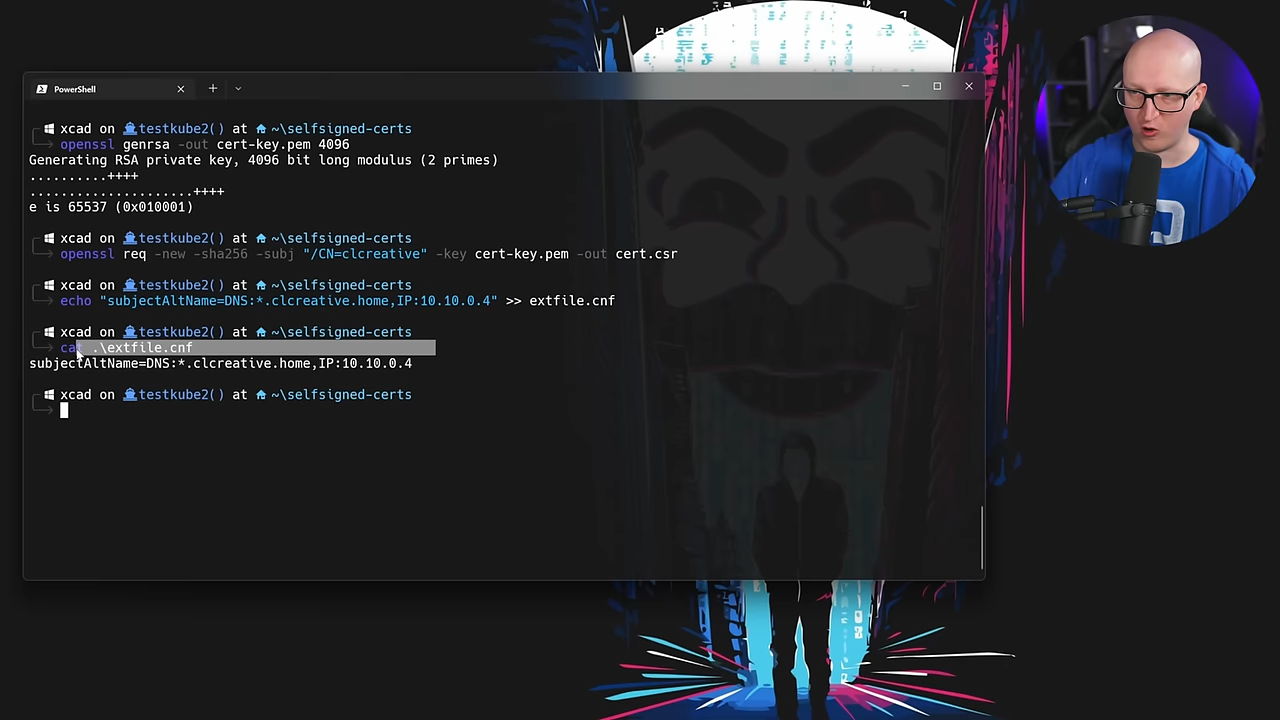 PowerShell
xcad on testkube2() at ~\selfsigned-certs
openssl genrsa -out cert-key.pem 4096
Generating RSA private key, 4096 bit long modulus (2 primes)
..........++++
.....................++++
e is 65537 (0x010001)
xcad on testkube2() at ~\selfsigned-certs
openssl req -new -sha256 -subj "/CN=clcreative" -key cert-key.pem -out cert.csr
xcad on testkube2() at ~\selfsigned-certs
echo "subjectAltName=DNS:*.clcreative.home,IP:10.10.0.4" >> extfile.cnf
xcad on testkube2() at ~\selfsigned-certs
cat .\extfile.cnf
subjectAltName=DNS:*.clcreative.home,IP:10.10.0.4
xcad on testkube2() at ~\selfsigned-certs